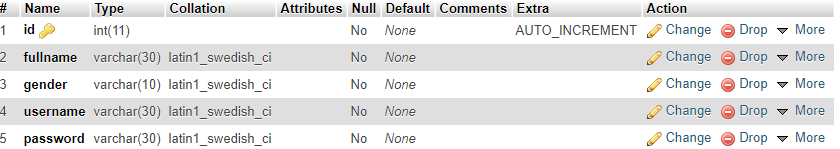 # Name Type Collation Attributes Null Default Comments Extra Action
1 id int(11) No None AUTO_INCREMENT Change Drop More
2 fullname varchar(30) latin1_swedish_ci No None Change Drop More
3 gender varchar(10) latin1_swedish_ci No None Change Drop More
4 username varchar(30) latin1_swedish_ci No None Change Drop More
5 password varchar(30) latin1_swedish_ci No None Change Drop More